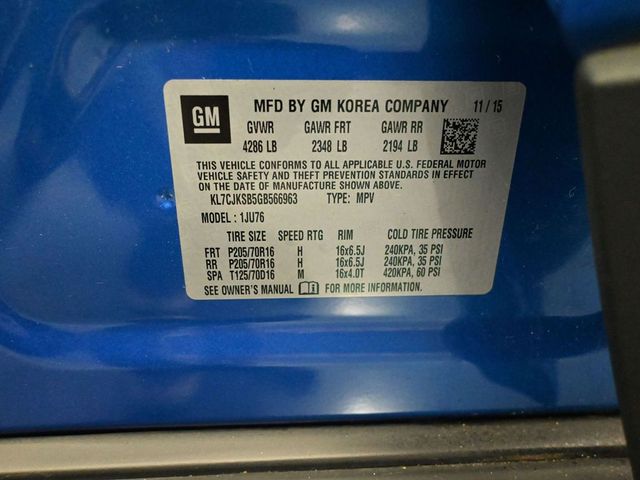 GM MFD BY GM KOREA COMPANY 11/15
GVWR GAWR FRT GAWR RR
4286 LB 2348 LB 2194 LB
THIS VEHICLE CONFORMS TO ALL APPLICABLE U.S. FEDERAL MOTOR
VEHICLE SAFETY AND THEFT PREVENTION STANDARDS IN EFFECT
ON THE DATE OF MANUFACTURE SHOWN ABOVE.
KL7CJKSB5GB566963 TYPE: MPV
MODEL: 1JU76
TIRE SIZE SPEED RTG RIM COLD TIRE PRESSURE
FRT P205/70R16 H 16x6.5J 240KPA, 35 PSI
RR P205/70R16 H 16x6.5J 240KPA, 35 PSI
SPA T125/70D16 M 16x4.0T 420KPA, 60 PSI
SEE OWNER'S MANUAL FOR MORE INFORMATION.